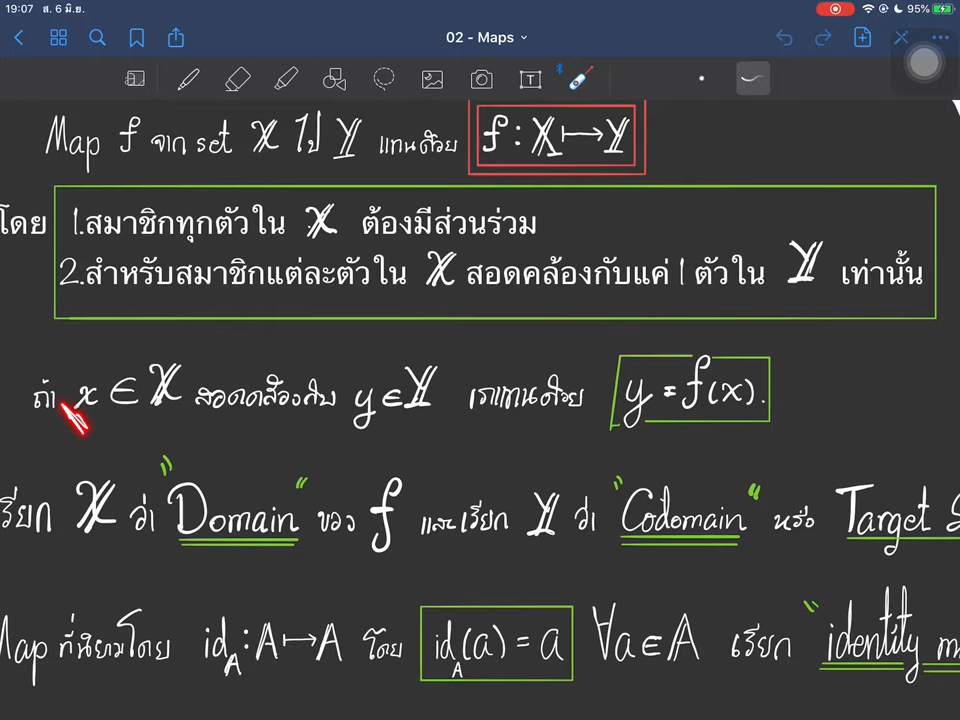 19:07 ส. 6 มิ.ย. 95%
02 - Maps
T
Map f จาก set X ไป Y แทนด้วย f : X ↦ Y
โดย 1.สมาชิกทุกตัวใน X ต้องมีส่วนร่วม
2.สำหรับสมาชิกแต่ละตัวใน X สอดคล้องกับแค่ 1 ตัวใน Y เท่านั้น
ถ้า x ∈ X สอดคล้องกับ y ∈ Y เราแทนด้วย y = f(x).
เรียก X ว่า "Domain" ของ f และเรียก Y ว่า "Codomain" หรือ Target S
Map ที่นิยามโดย id_A : A ↦ A โดย id_A(a) = a ∀a ∈ A เรียก "identity m